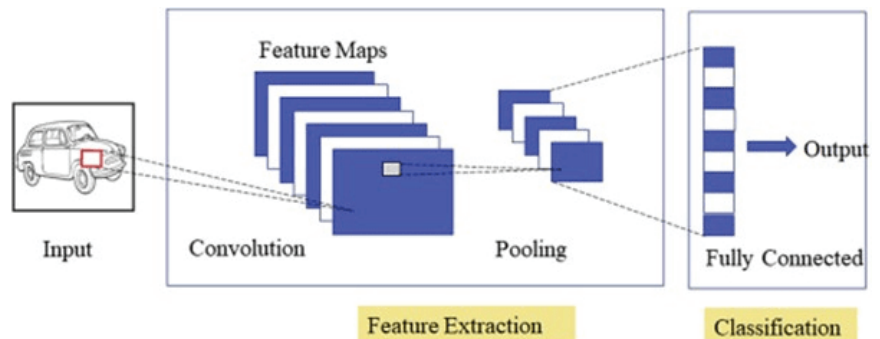 Feature Maps
Input
Convolution
Pooling
Fully Connected
Output
Feature Extraction
Classification